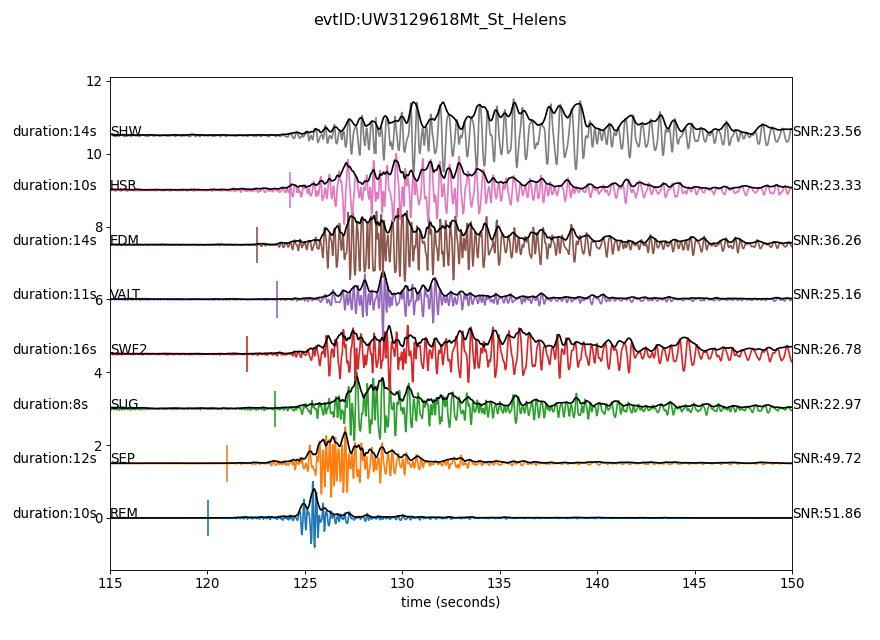 evtID:UW3129618Mt_St_Helens
12
duration:14s SHW SNR:23.56
10
duration:10s HSR SNR:23.33
8
duration:14s EDM SNR:36.26
duration:11s VALT SNR:25.16
6
duration:16s SWF2 SNR:26.78
4
duration:8s SUG SNR:22.97
2
duration:12s SEP SNR:49.72
duration:10s REM SNR:51.86
0
115 120 125 130 135 140 145 150
time (seconds)